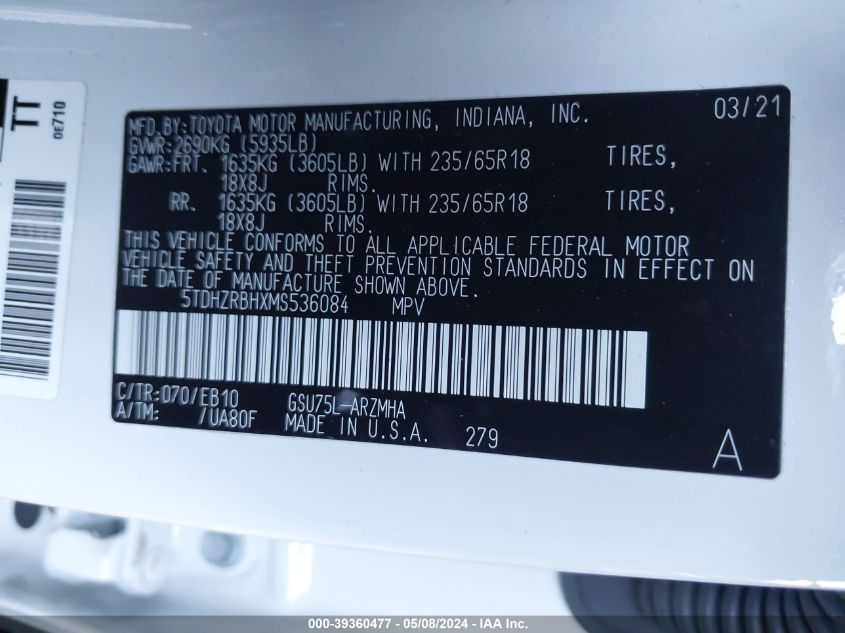 TT
0E710
MFD.BY:TOYOTA MOTOR MANUFACTURING, INDIANA, INC. 03/21
GVWR:2690KG (5935LB)
GAWR:FRT. 1635KG (3605LB) WITH 235/65R18 TIRES,
18X8J RIMS.
RR. 1635KG (3605LB) WITH 235/65R18 TIRES,
18X8J RIMS.
THIS VEHICLE CONFORMS TO ALL APPLICABLE FEDERAL MOTOR
VEHICLE SAFETY AND THEFT PREVENTION STANDARDS IN EFFECT ON
THE DATE OF MANUFACTURE SHOWN ABOVE.
5TDHZRBHXMS536084 MPV
C/TR:070/EB10 GSU75L-ARZMHA
A/TM: /UA80F MADE IN U.S.A. 279 A
000-39360477 - 05/08/2024 - IAA Inc.